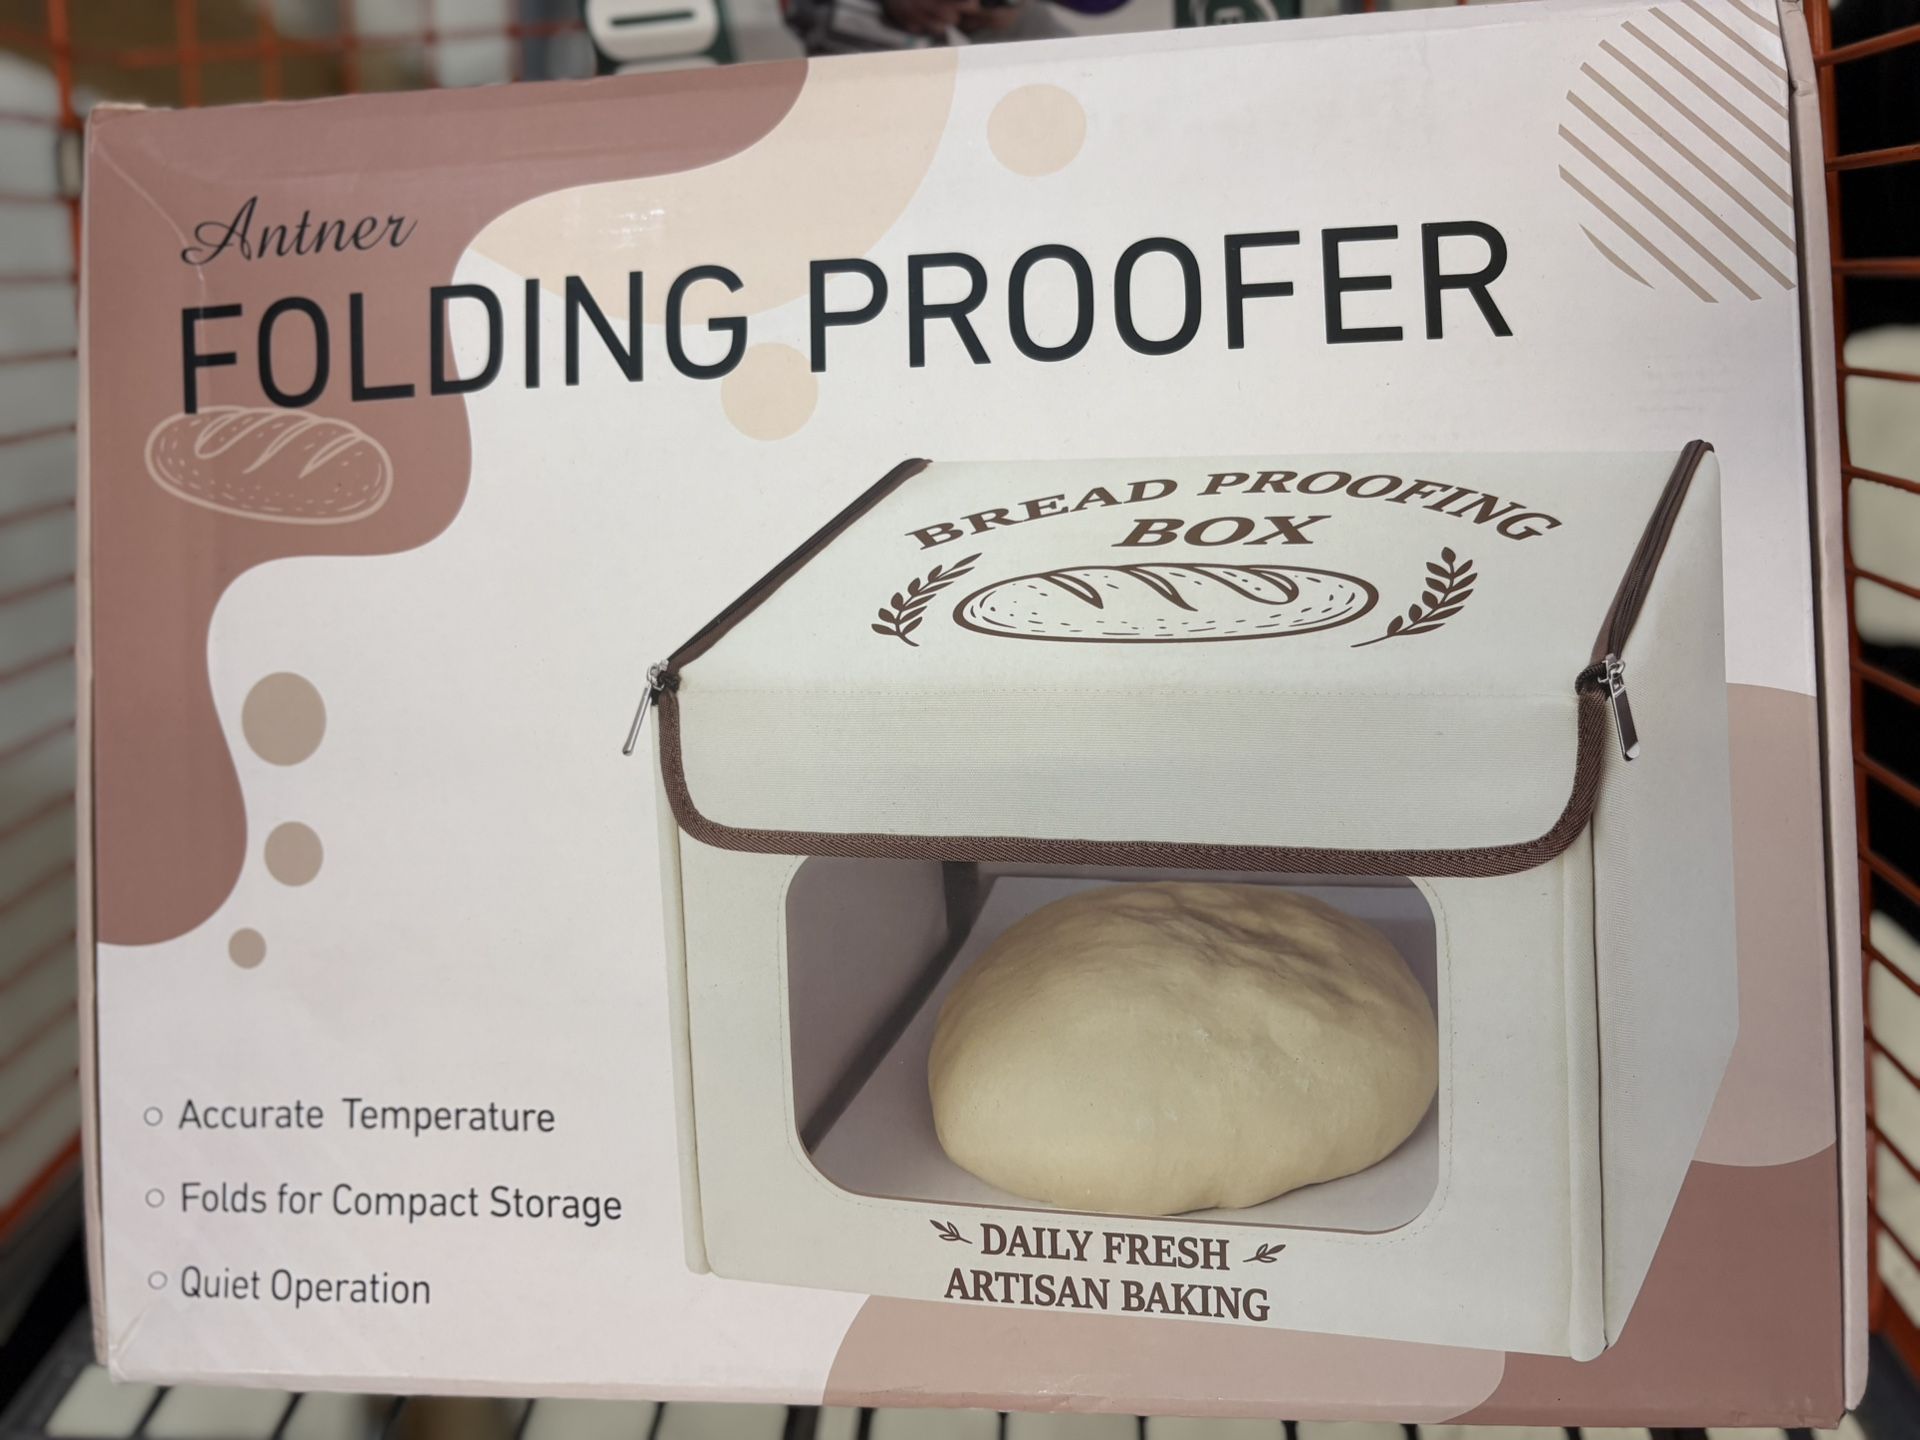 Antner
FOLDING PROOFER
BREAD PROOFING
BOX
DAILY FRESH
ARTISAN BAKING
Accurate Temperature
Folds for Compact Storage
Quiet Operation